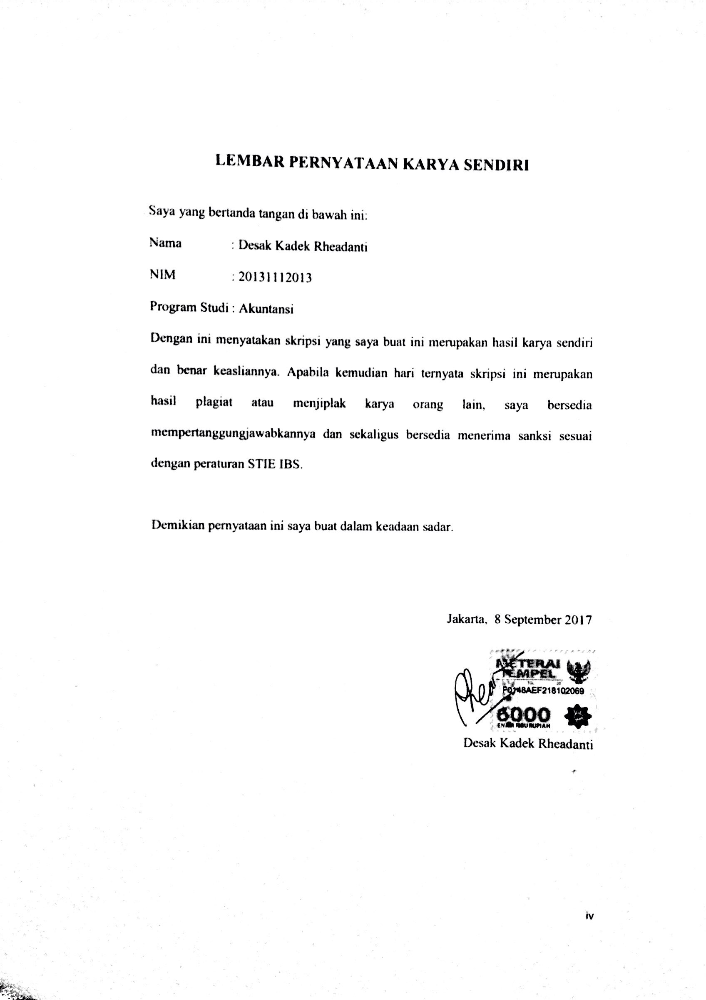 LEMBAR PERNYATAAN KARYA SENDIRI
Saya yang bertanda tangan di bawah ini:
Nama : Desak Kadek Rheadanti
NIM : 20131112013
Program Studi : Akuntansi
Dengan ini menyatakan skripsi yang saya buat ini merupakan hasil karya sendiri
dan benar keasliannya. Apabila kemudian hari ternyata skripsi ini merupakan
hasil plagiat atau menjiplak karya orang lain, saya bersedia
mempertanggungjawabkannya dan sekaligus bersedia menerima sanksi sesuai
dengan peraturan STIE IBS.
Demikian pernyataan ini saya buat dalam keadaan sadar.
Jakarta, 8 September 2017
METERAI
TEMPEL
6000
ENAM RIBU RUPIAH
Desak Kadek Rheadanti
iv